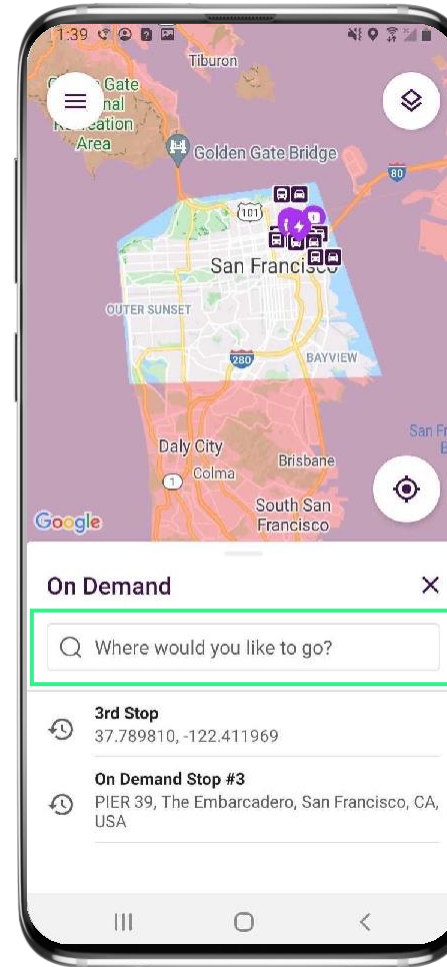 1:39
Tiburon
Gate
nal
ation
Area
Golden Gate Bridge
80
101
San Francisco
OUTER SUNSET
280
BAYVIEW
San Fr
Daly City
Brisbane
1
Colma
South San
Francisco
Google
On Demand
Where would you like to go?
3rd Stop
37.789810, -122.411969
On Demand Stop #3
PIER 39, The Embarcadero, San Francisco, CA,
USA